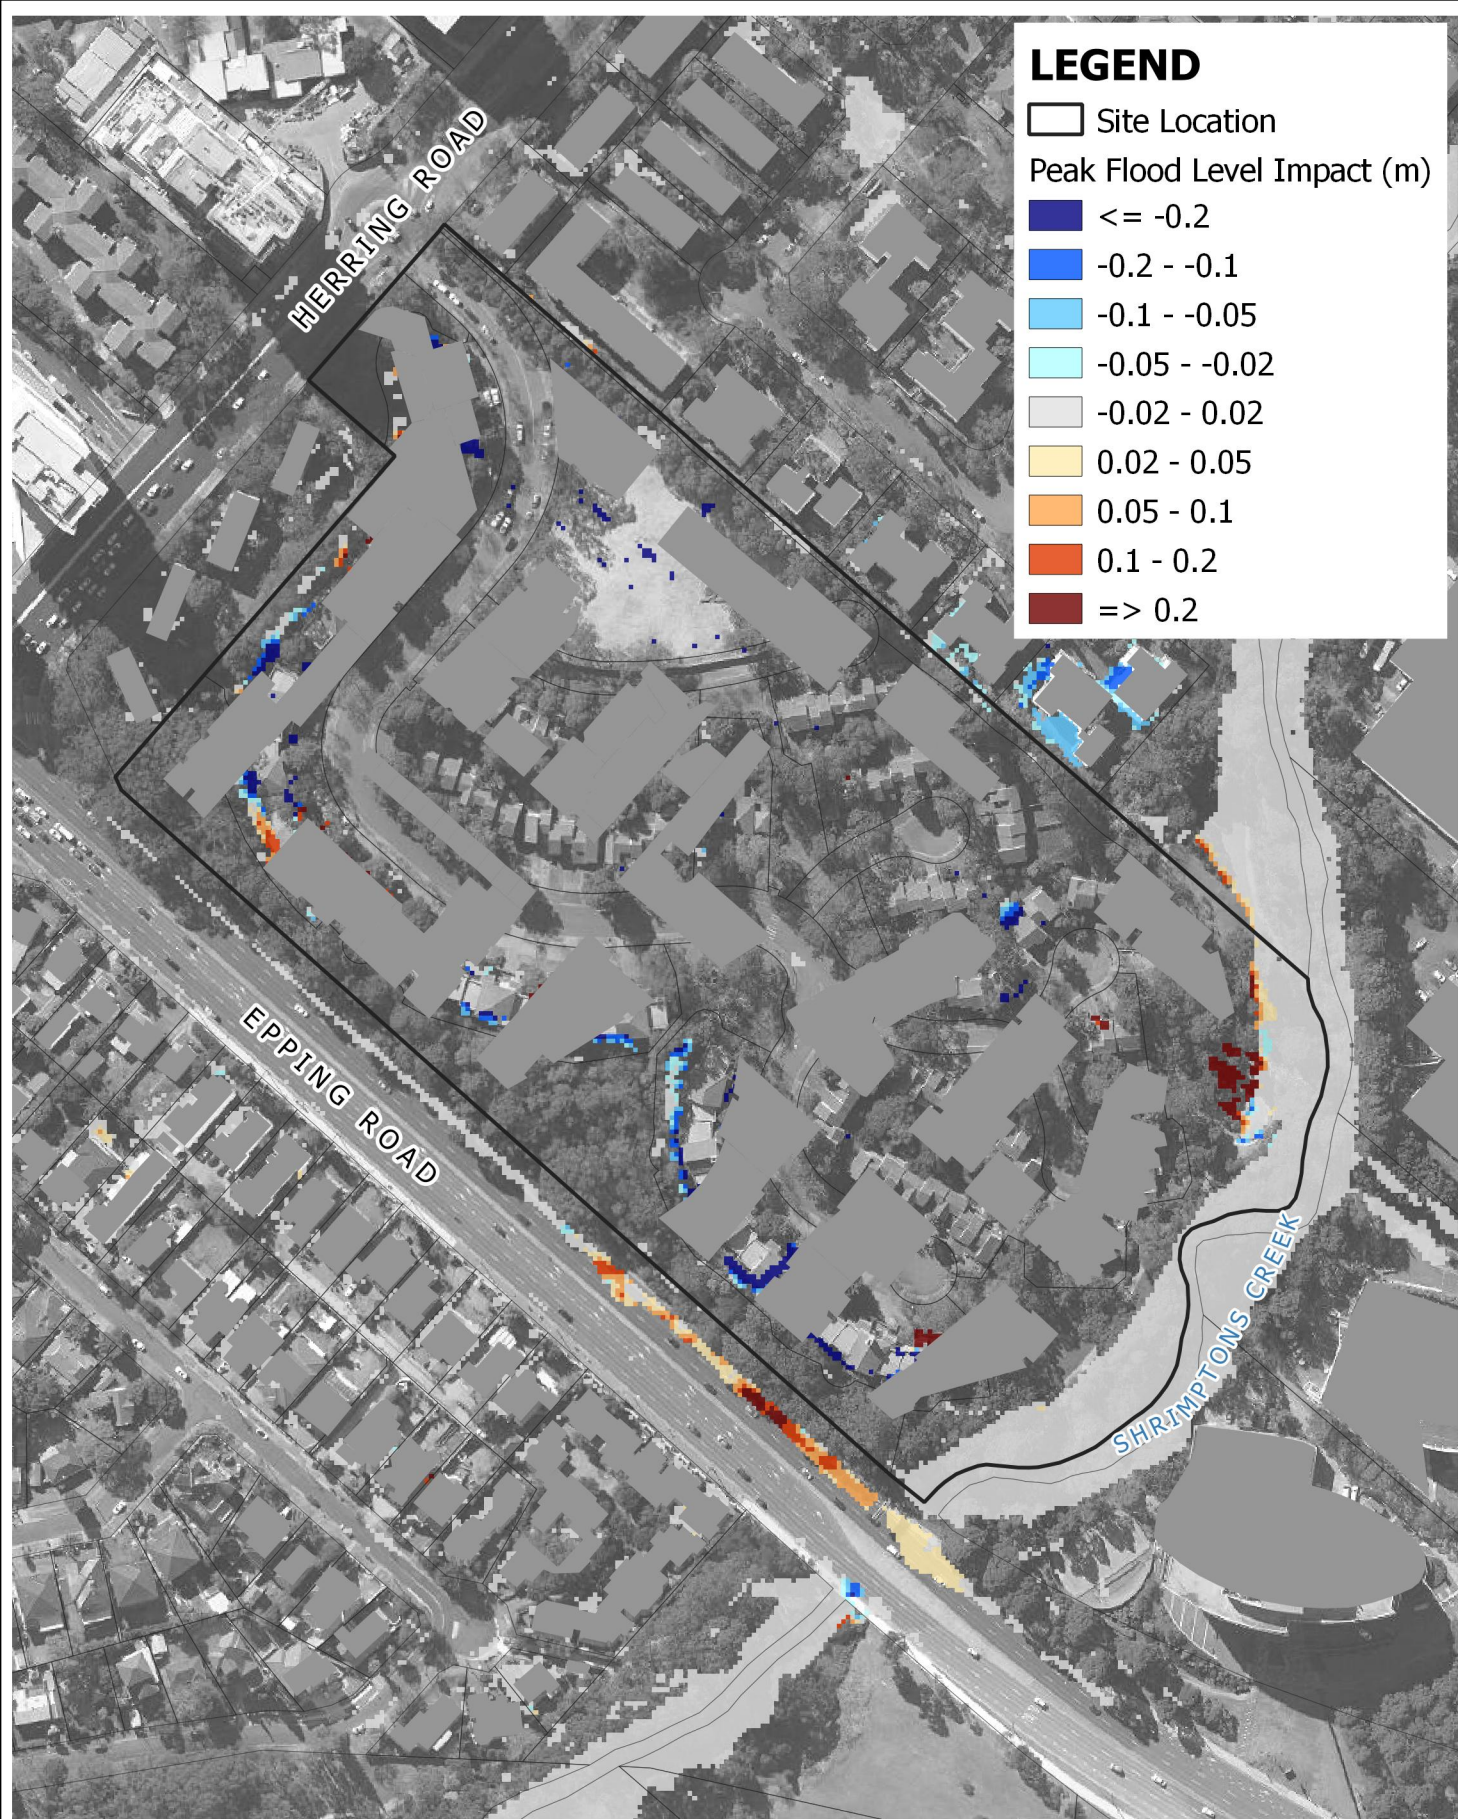 LEGEND
Site Location
Peak Flood Level Impact (m)
<= -0.2
-0.2 - -0.1
-0.1 - -0.05
-0.05 - -0.02
-0.02 - 0.02
0.02 - 0.05
0.05 - 0.1
0.1 - 0.2
=> 0.2
HERRING ROAD
EPPING ROAD
SHRIMPTONS CREEK